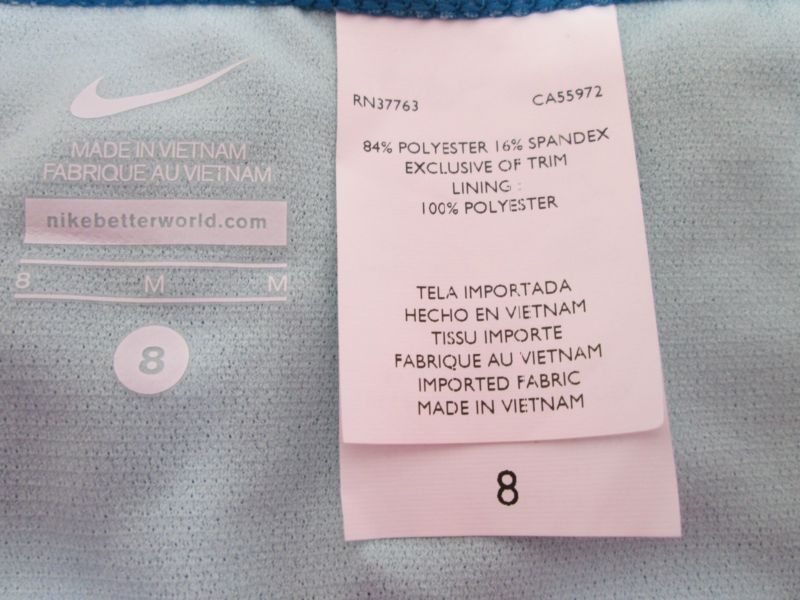 MADE IN VIETNAM
FABRIQUE AU VIETNAM
nikebetterworld.com
8 M M
8
RN37763 CA55972
84% POLYESTER 16% SPANDEX
EXCLUSIVE OF TRIM
LINING :
100% POLYESTER
TELA IMPORTADA
HECHO EN VIETNAM
TISSU IMPORTE
FABRIQUE AU VIETNAM
IMPORTED FABRIC
MADE IN VIETNAM
8